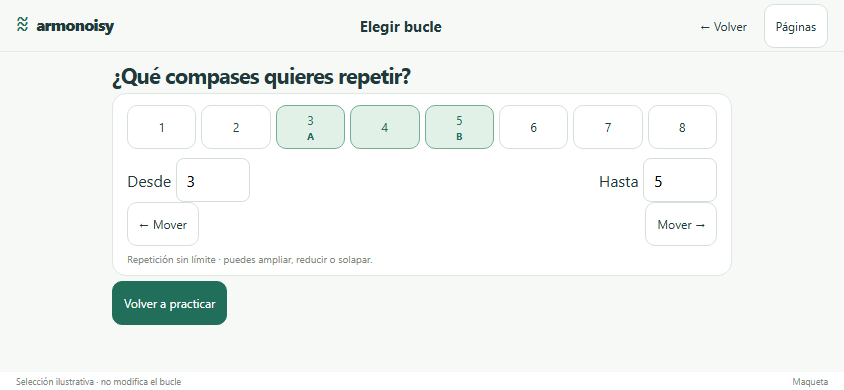 armonoisy
Elegir bucle
← Volver
Páginas
¿Qué compases quieres repetir?
1
2
3
A
4
5
B
6
7
8
Desde 3
Hasta 5
← Mover
Mover →
Repetición sin límite · puedes ampliar, reducir o solapar.
Volver a practicar
Selección ilustrativa · no modifica el bucle
Maqueta